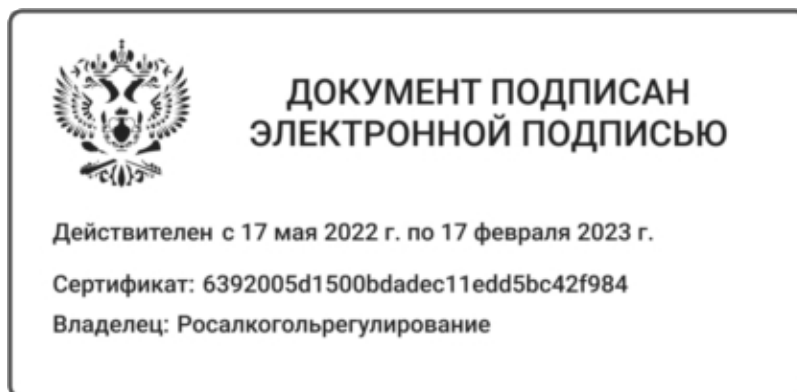 ДОКУМЕНТ ПОДПИСАН
ЭЛЕКТРОННОЙ ПОДПИСЬЮ
Действителен с 17 мая 2022 г. по 17 февраля 2023 г.
Сертификат: 6392005d1500bdadec11edd5bc42f984
Владелец: Росалкогольрегулирование